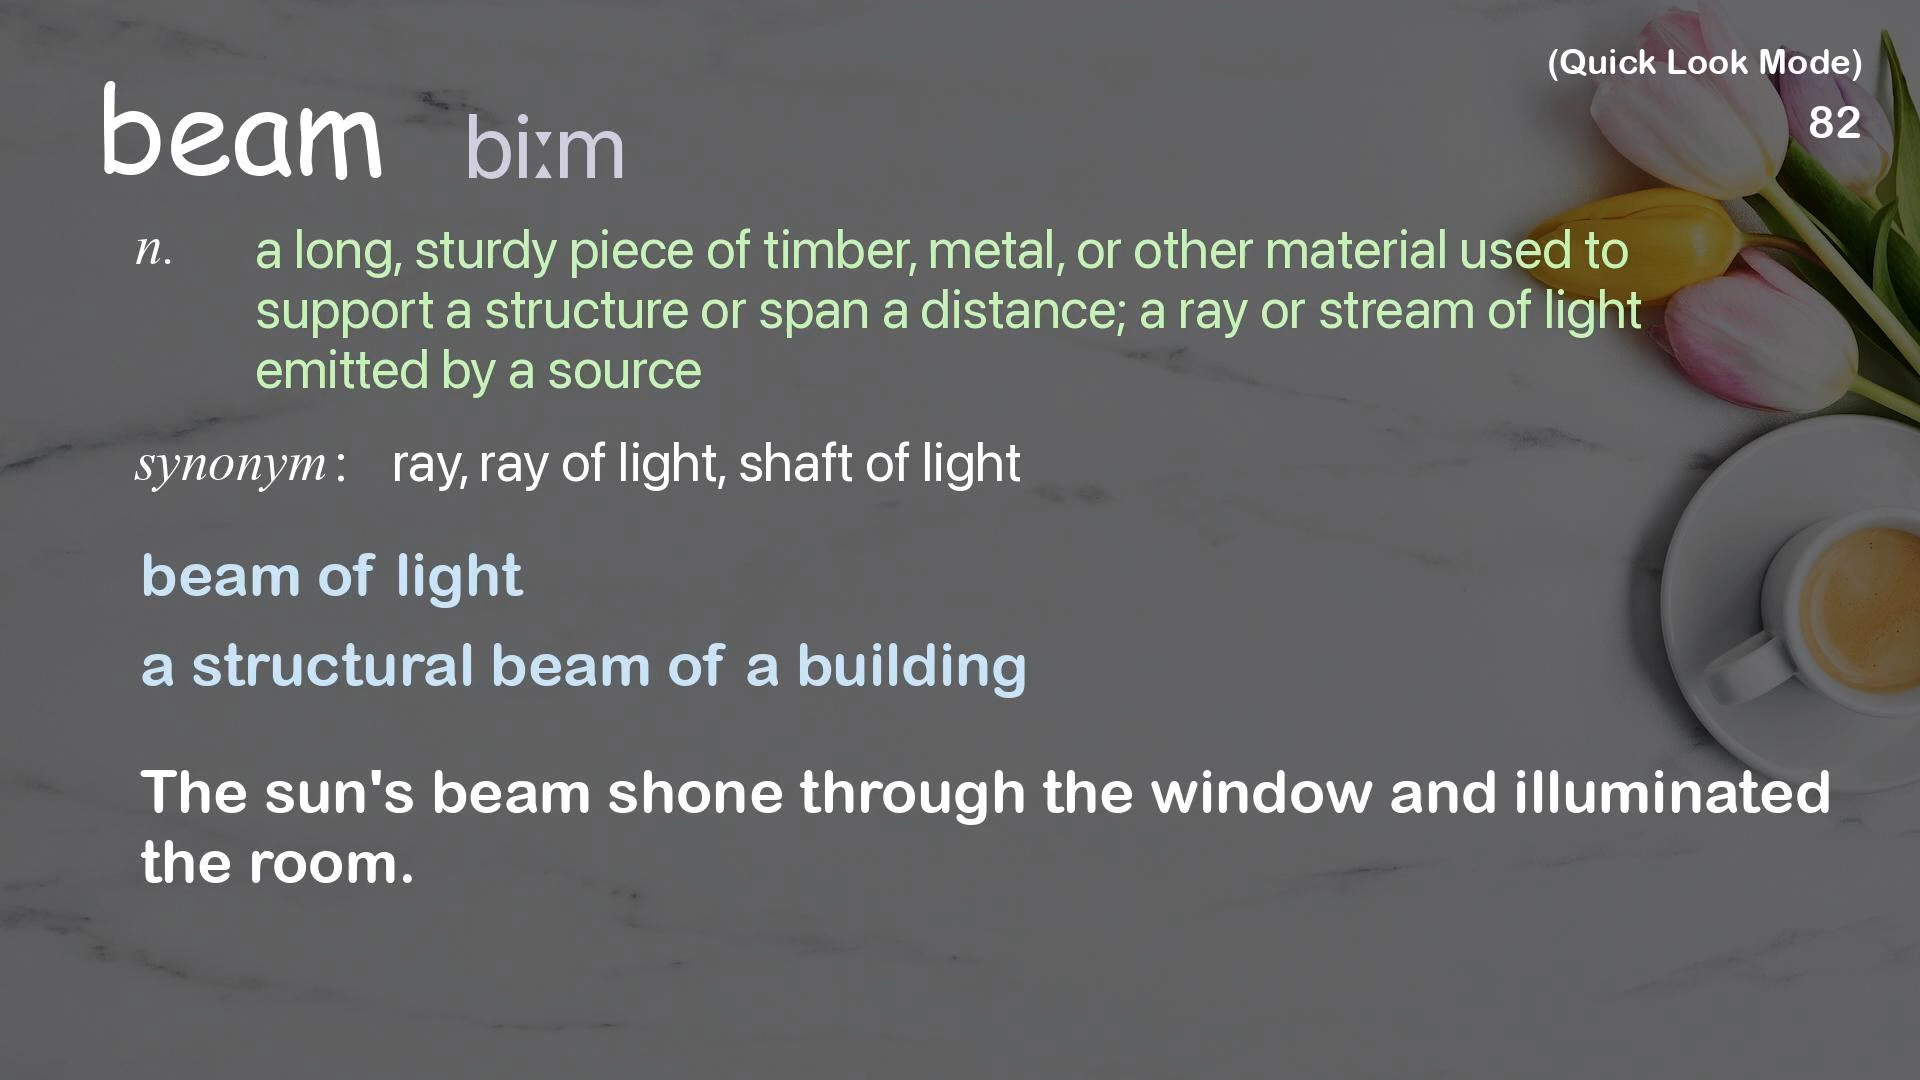 (Quick Look Mode)
82
beam biːm
n. a long, sturdy piece of timber, metal, or other material used to
support a structure or span a distance; a ray or stream of light
emitted by a source
synonym: ray, ray of light, shaft of light
beam of light
a structural beam of a building
The sun's beam shone through the window and illuminated
the room.